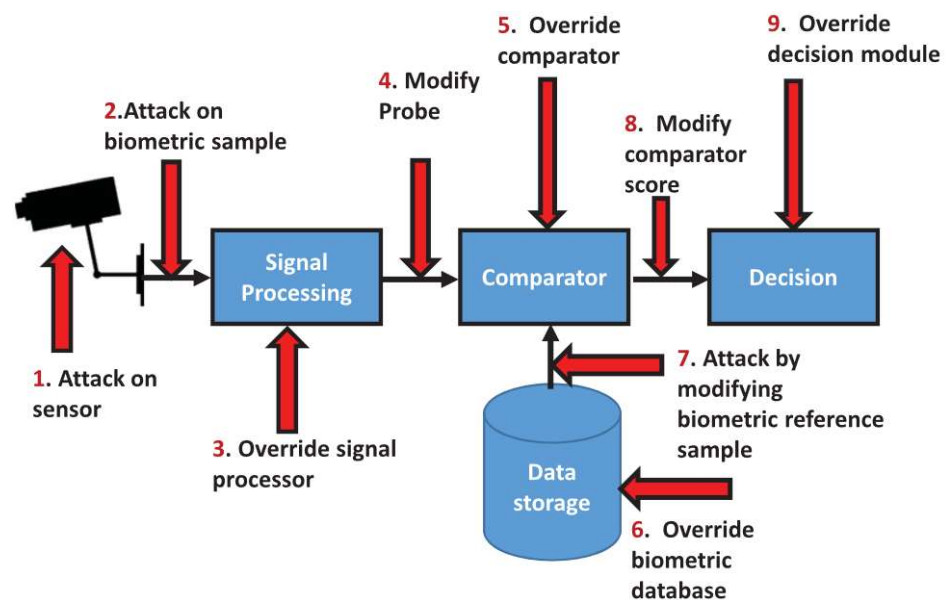 5. Override
comparator
9. Override
decision module
4. Modify
Probe
2.Attack on
biometric sample
8. Modify
comparator
score
Signal
Processing
Comparator
Decision
1. Attack on
sensor
3. Override signal
processor
7. Attack by
modifying
biometric reference
sample
Data
storage
6. Override
biometric
database